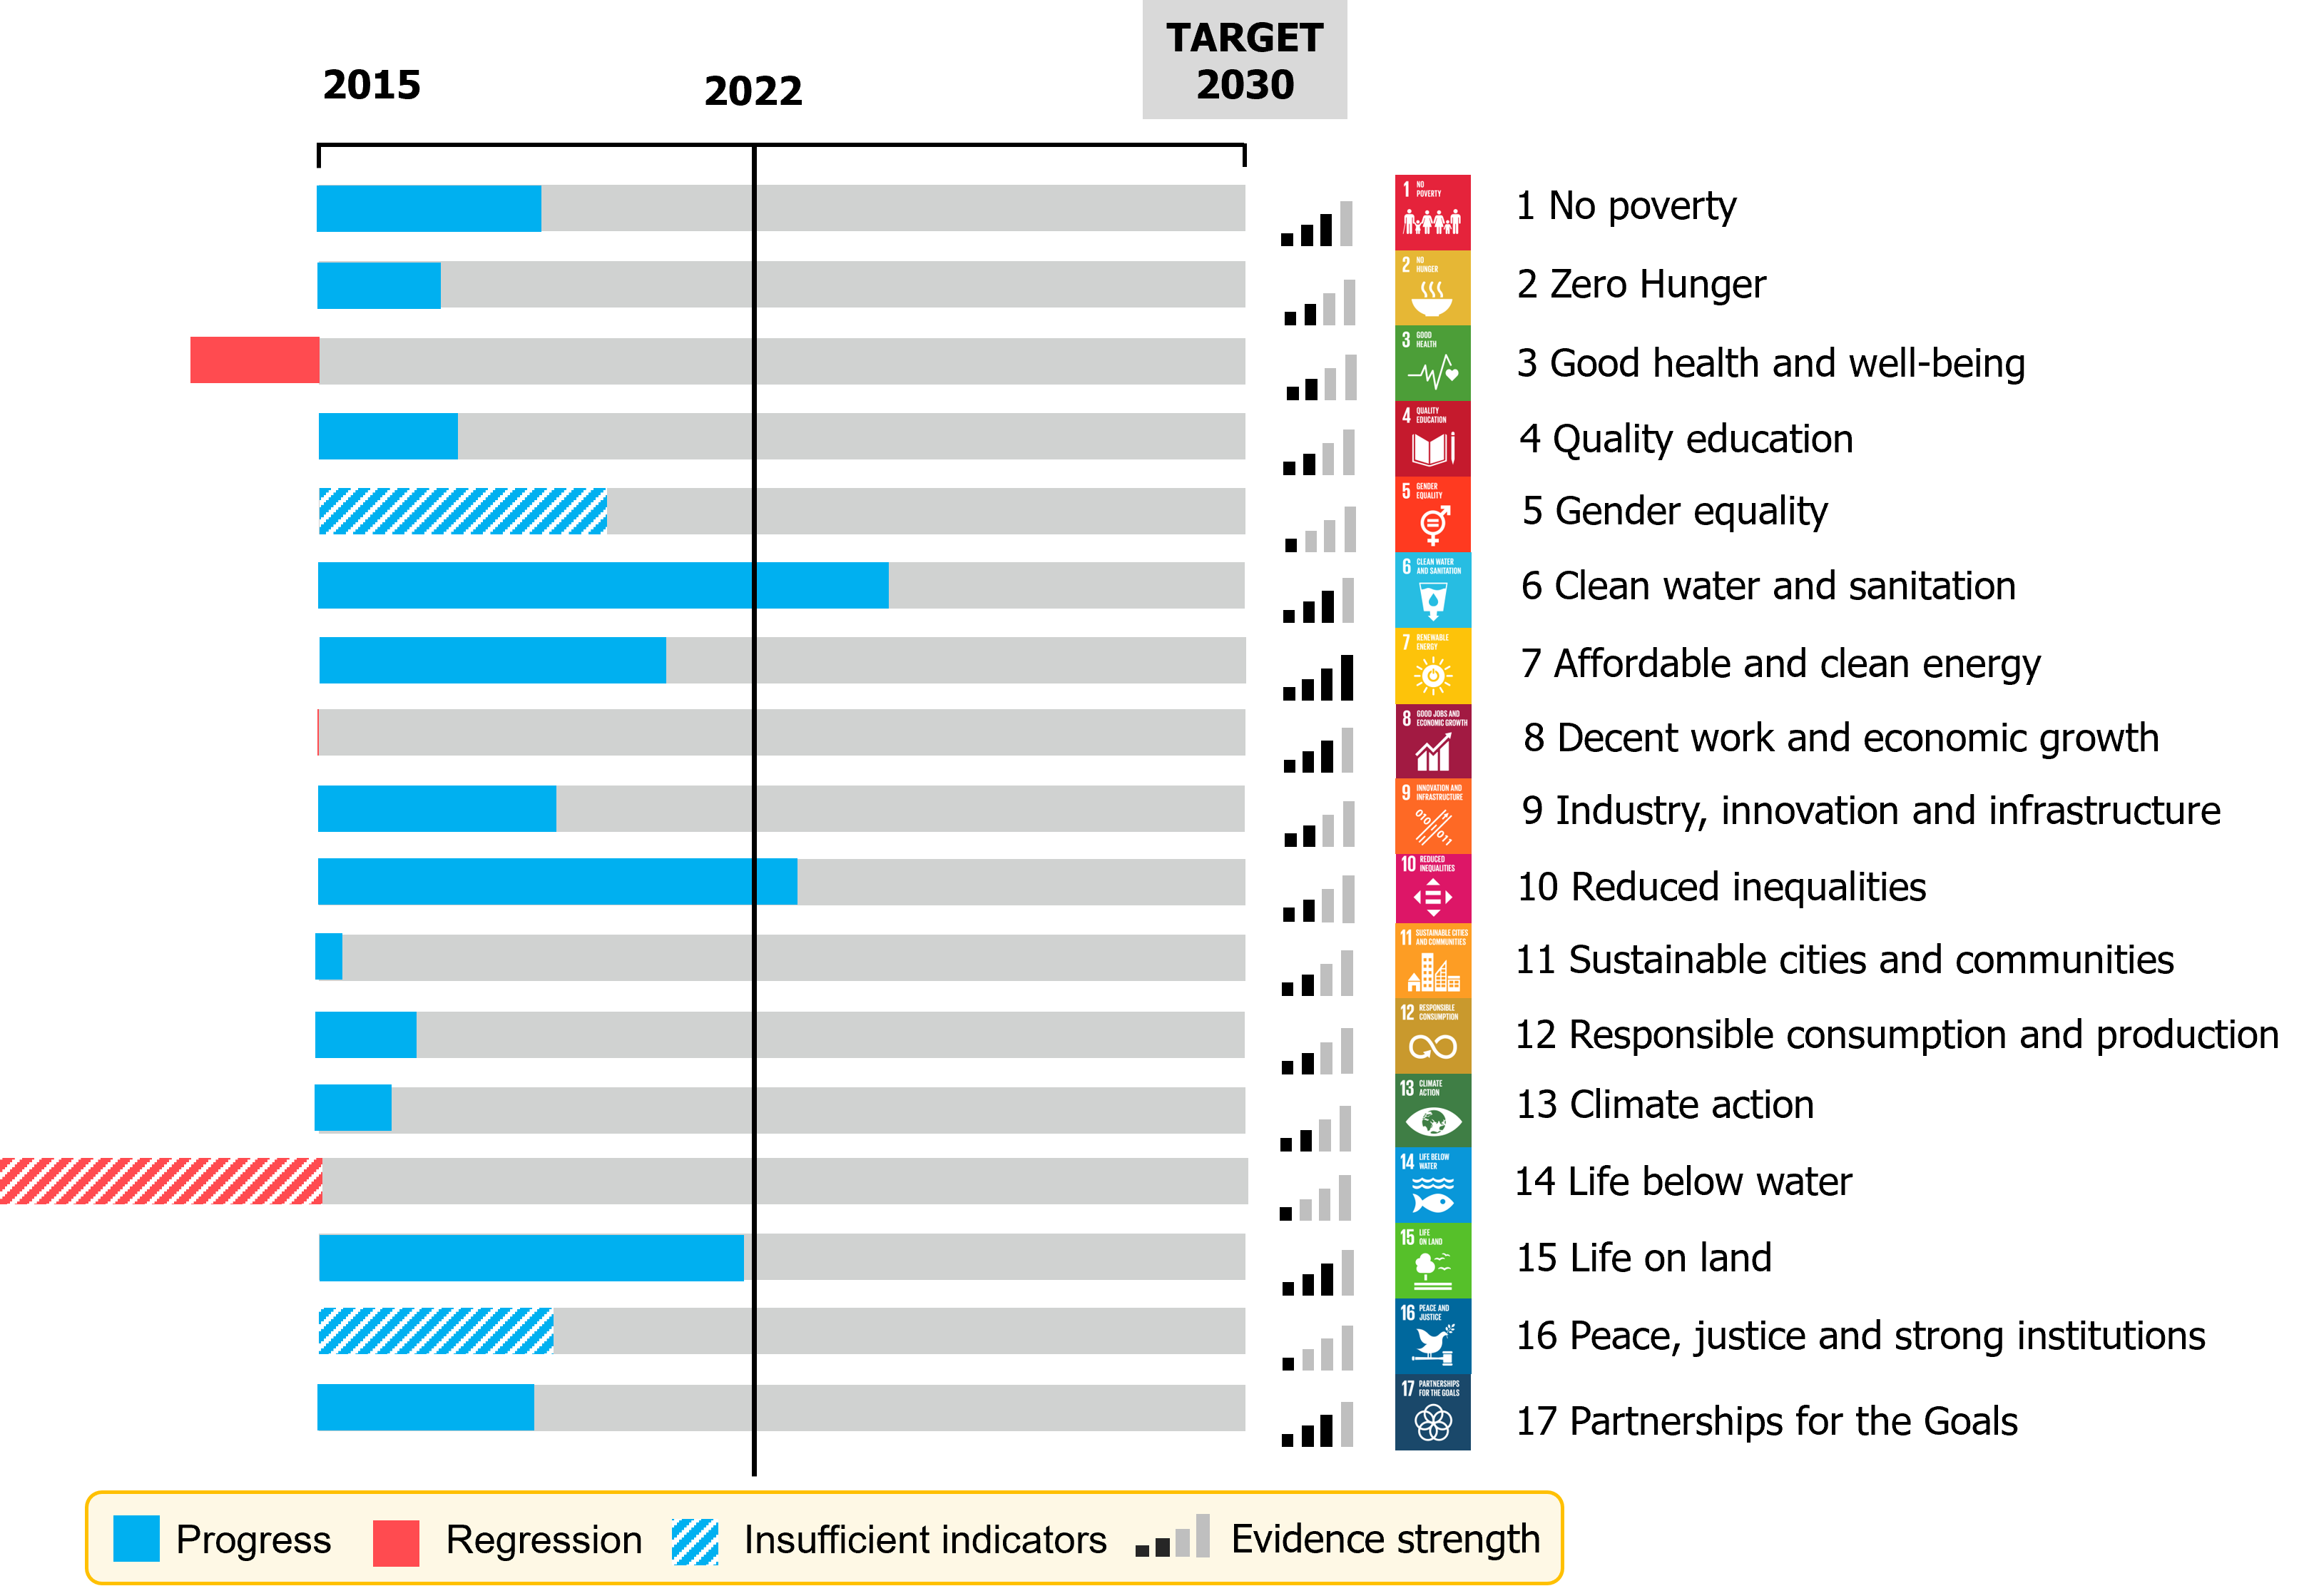 TARGET
2030
2015
2022
1 NO
POVERTY
1 No poverty
2 NO
HUNGER
2 Zero Hunger
3 GOOD
HEALTH
3 Good health and well-being
4 QUALITY
EDUCATION
4 Quality education
5 GENDER
EQUALITY
5 Gender equality
6 CLEAN WATER
AND SANITATION
6 Clean water and sanitation
7 RENEWABLE
ENERGY
7 Affordable and clean energy
8 GOOD JOBS AND
ECONOMIC GROWTH
8 Decent work and economic growth
9 INNOVATION AND
INFRASTRUCTURE
010
011
9 Industry, innovation and infrastructure
10 REDUCED
INEQUALITIES
10 Reduced inequalities
11 SUSTAINABLE CITIES
AND COMMUNITIES
11 Sustainable cities and communities
12 RESPONSIBLE
CONSUMPTION
12 Responsible consumption and production
13 CLIMATE
ACTION
13 Climate action
14 LIFE BELOW
WATER
14 Life below water
15 LIFE
ON LAND
15 Life on land
16 PEACE AND
JUSTICE
16 Peace, justice and strong institutions
17 PARTNERSHIPS
FOR THE GOALS
17 Partnerships for the Goals
Progress
Regression
Insufficient indicators
Evidence strength